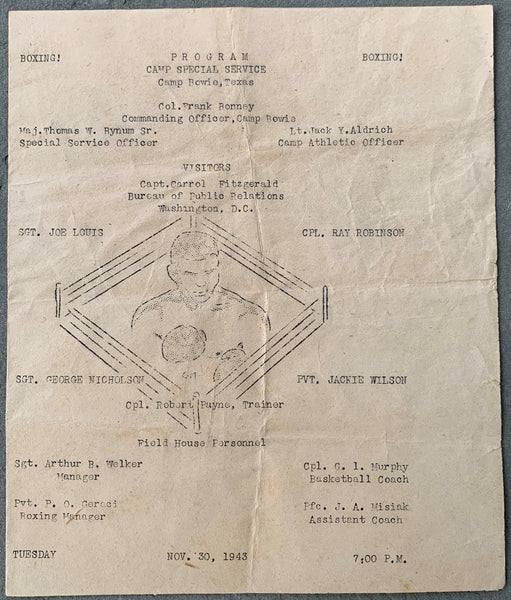 BOXING! PROGRAM BOXING!
CAMP SPECIAL SERVICE
Camp Bowie, Texas
Col. Frank Bonney
Commanding Officer, Camp Bowie
Maj. Thomas W. Bynum Sr. Lt. Jack Y. Aldrich
Special Service Officer Camp Athletic Officer
VISITORS
Capt. Carrol Fitzgerald
Bureau of Public Relations
Washington, D.C.
SGT. JOE LOUIS CPL. RAY ROBINSON
SGT. GEORGE NICHOLSON PVT. JACKIE WILSON
Cpl. Robert Payne, Trainer
Field House Personnel
Sgt. Arthur B. Welker Cpl. G. l. Murphy
Manager Basketball Coach
Pvt. P. O. Geraci Pfc. J. A. Misiak
Boxing Manager Assistant Coach
TUESDAY NOV. 30, 1943 7:00 P.M.